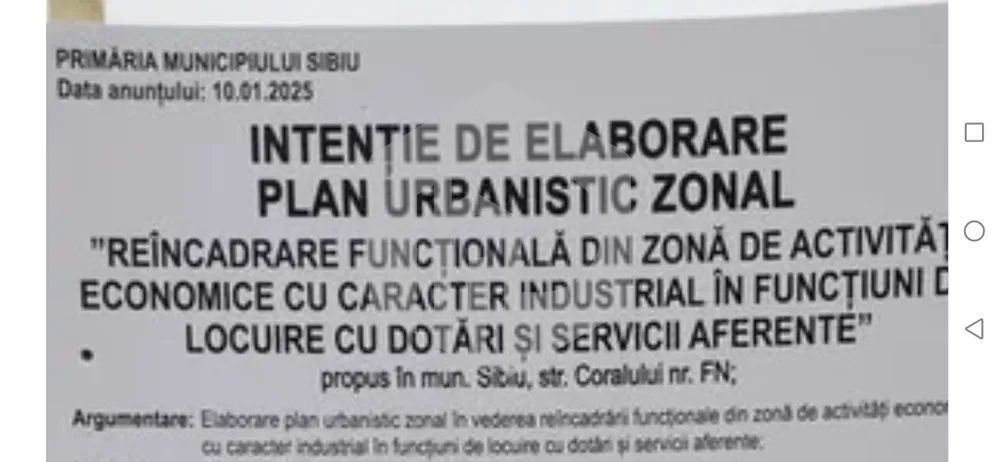 PRIMĂRIA MUNICIPIULUI SIBIU
Data anunțului: 10.01.2025
INTENȚIE DE ELABORARE
PLAN URBANISTIC ZONAL
"REÎNCADRARE FUNCȚIONALĂ DIN ZONĂ DE ACTIVITĂȚ
ECONOMICE CU CARACTER INDUSTRIAL ÎN FUNCȚIUNI D
LOCUIRE CU DOTĂRI ȘI SERVICII AFERENTE"
propus în mun. Sibiu, str. Coralului nr. FN;
Argumentare: Elaborare plan urbanistic zonal în vederea reîncadrării funcționale din zonă de activități econo
cu caracter industrial în funcțiuni de locuire cu dotări și servicii aferente;